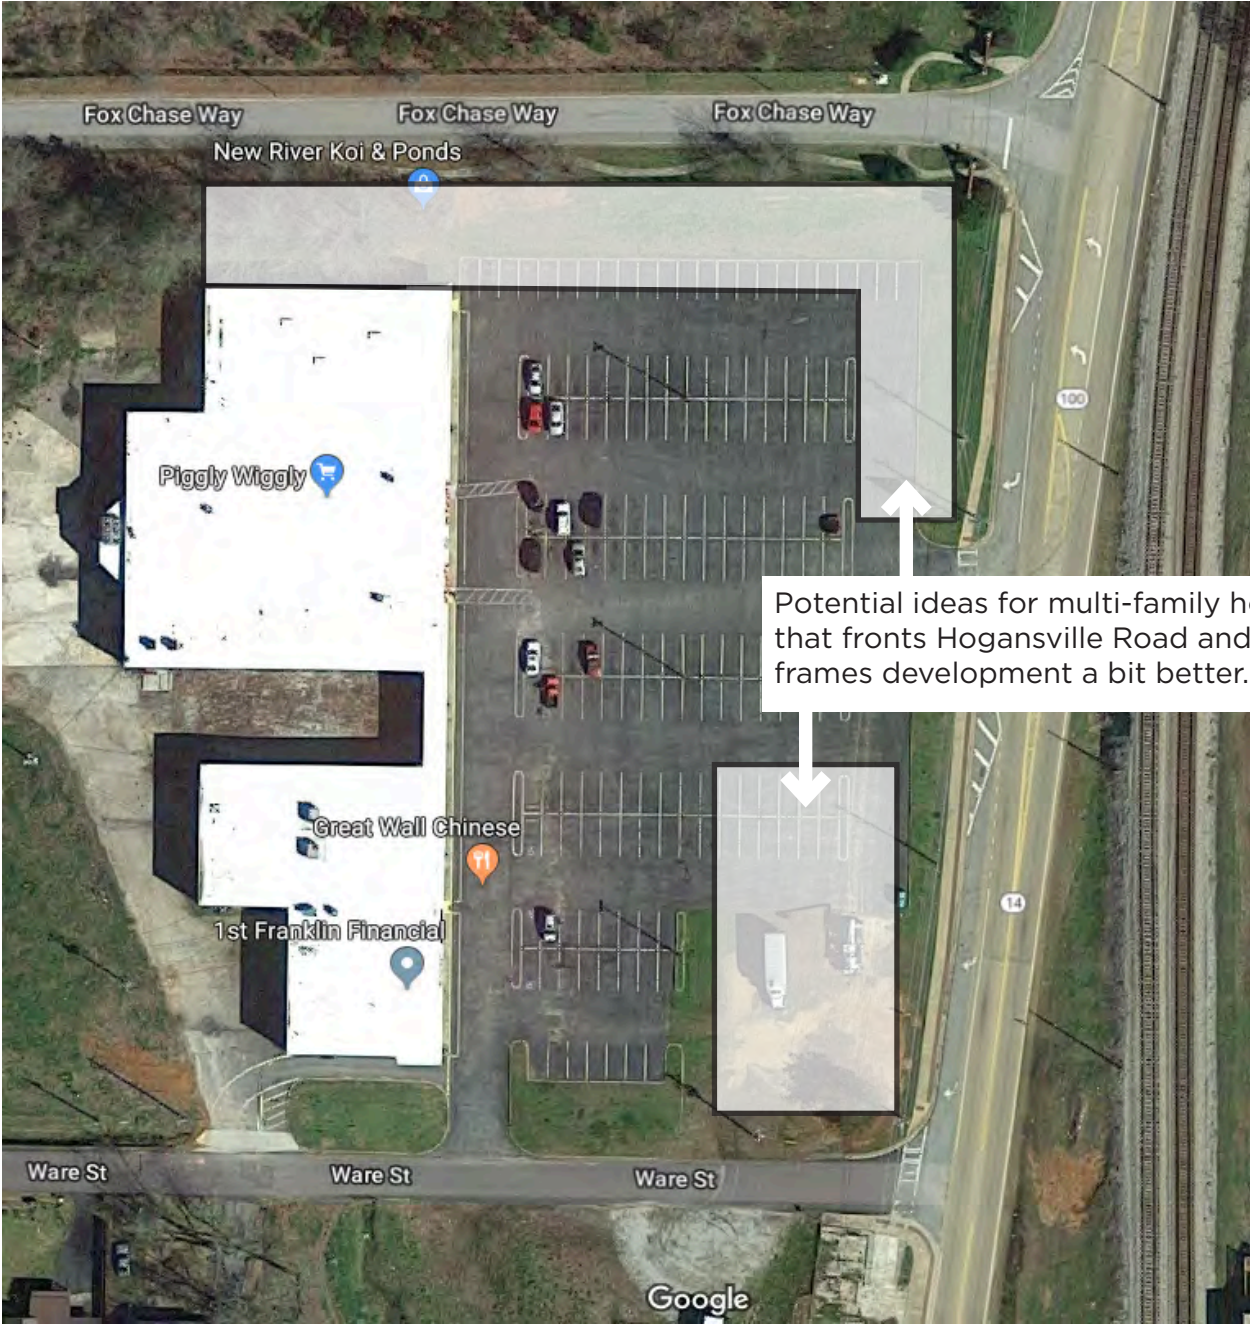 Fox Chase Way Fox Chase Way Fox Chase Way
New River Koi & Ponds
100
Piggly Wiggly
Potential ideas for multi-family
that fronts Hogansville Road and
frames development a bit better.
Great Wall Chinese
14
1st Franklin Financial
Ware St Ware St Ware St
Google